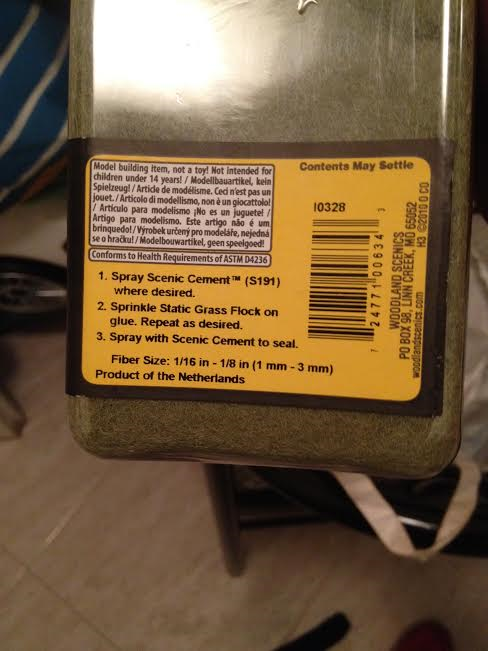 Model building item, not a toy! Not intended for
children under 14 years! / Modellbauartikel, kein
Spielzeug! / Article de modélisme. Ceci n'est pas un
jouet. / Articolo di modellismo, non è un giocattolo!
/ Artículo para modelismo ¡No es un juguete! /
Artigo para modelismo. Este artigo não é um
brinquedo! / Výrobek určený pro modeláře, nejedná
se o hračku! / Modelbouwartikel, geen speelgoed!
Conforms to Health Requirements of ASTM D4236
1. Spray Scenic Cement™ (S191)
where desired.
2. Sprinkle Static Grass Flock on
glue. Repeat as desired.
3. Spray with Scenic Cement to seal.
Fiber Size: 1/16 in - 1/8 in (1 mm - 3 mm)
Product of the Netherlands
Contents May Settle
I0328
7 24771 00634 3
WOODLAND SCENICS
PO BOX 98, LINN CREEK, MO 65052
woodlandscenics.com H3 ©2010 O CO